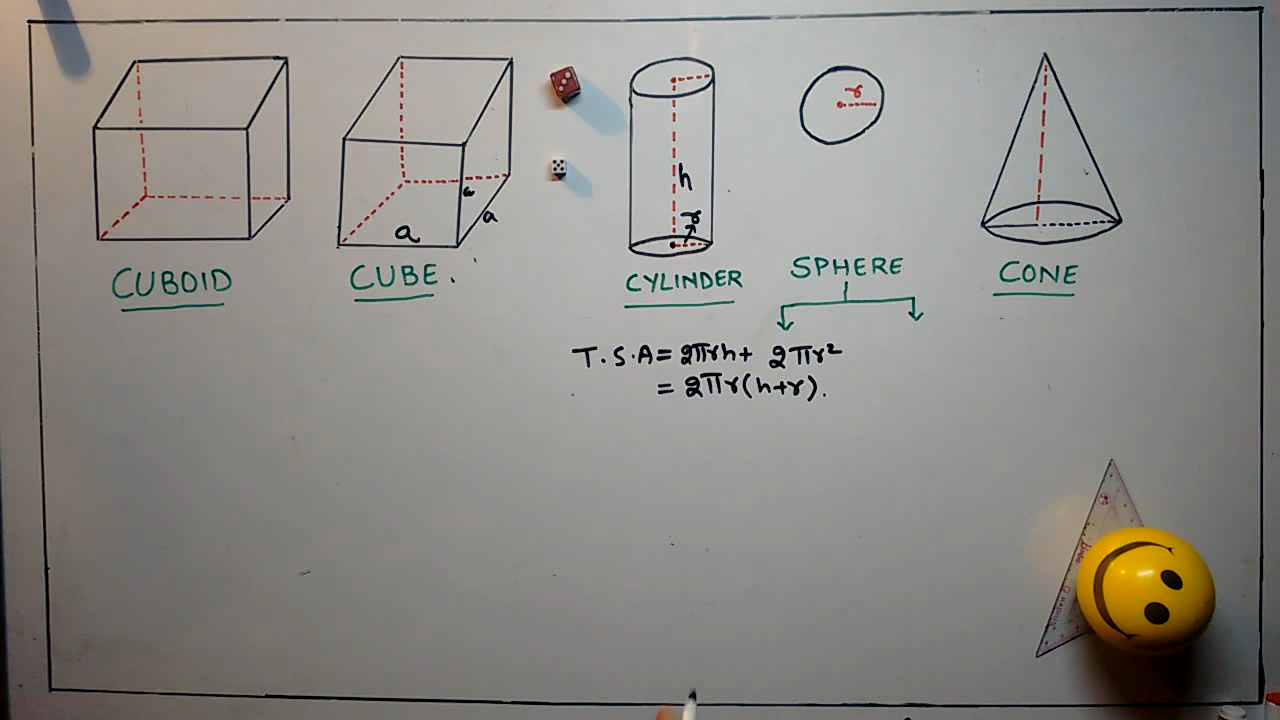 a
a
a
h
r
r
CUBOID
CUBE.
CYLINDER
SPHERE
CONE
T.S.A = 2πrh + 2πr²
= 2πr(h+r).